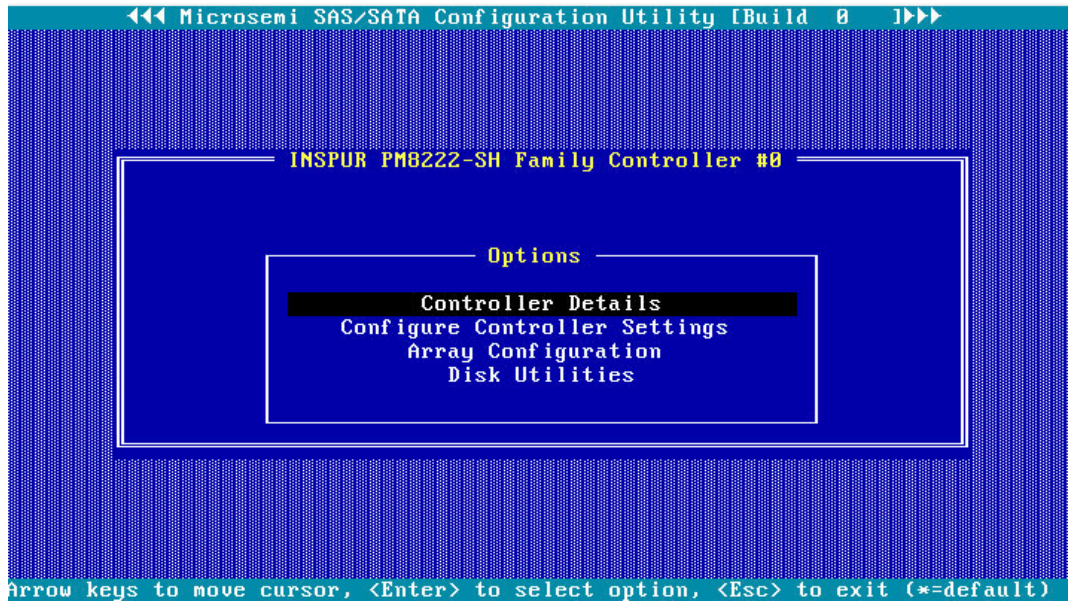 Microsemi SAS/SATA Configuration Utility [Build 0 ]
INSPUR PM8222-SH Family Controller #0
Options
Controller Details
Configure Controller Settings
Array Configuration
Disk Utilities
Arrow keys to move cursor, <Enter> to select option, <Esc> to exit (*=default)